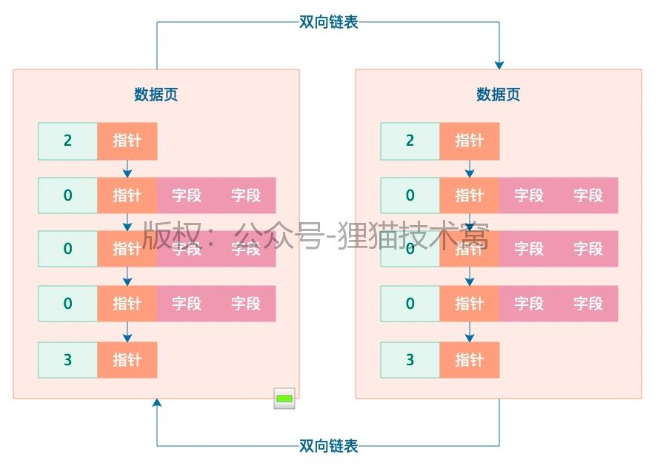 双向链表
数据页 数据页
2 指针 2 指针
0 指针 字段 字段 0 指针 字段 字段
版权：公众号-狸猫技术窝
0 指针 字段 字段 0 指针 字段 字段
0 指针 字段 字段 0 指针 字段 字段
3 指针 3 指针
双向链表